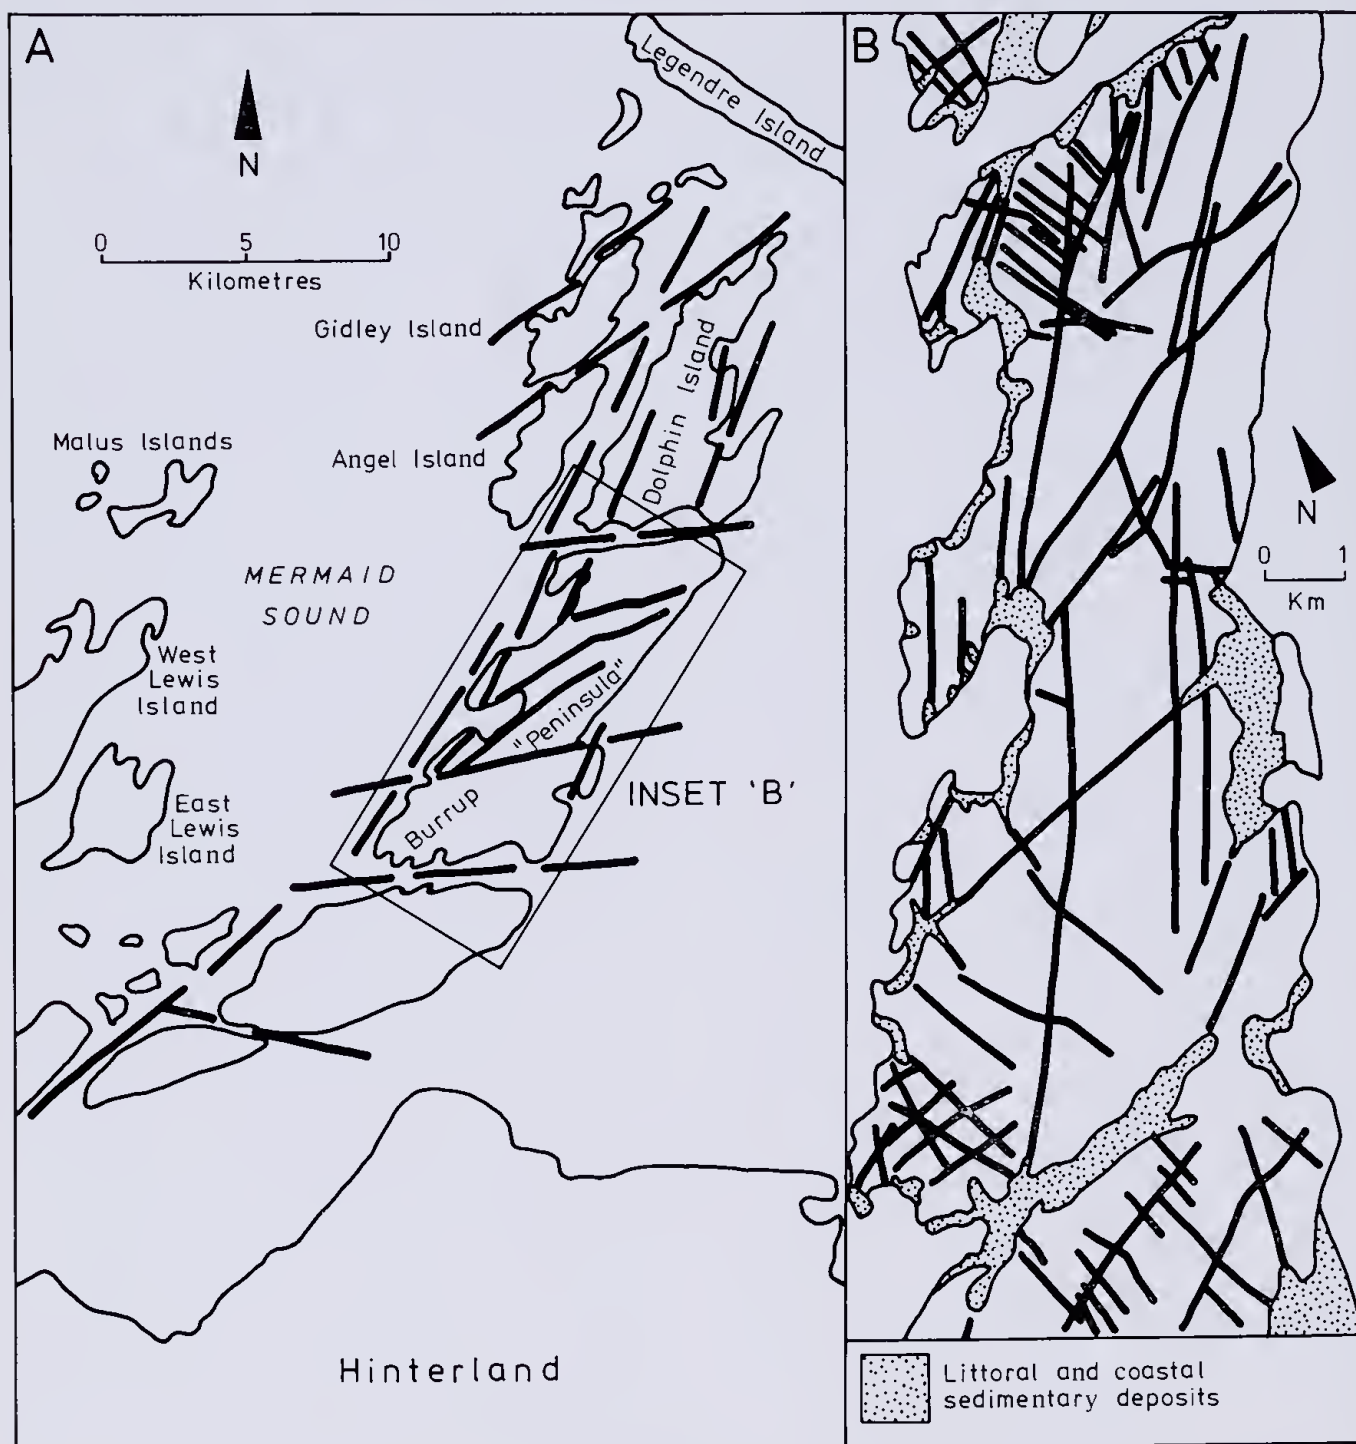 A
N
0 5 10
Kilometres
Legendre Island
Gidley Island
Angel Island
Dolphin Island
Malus Islands
MERMAID
SOUND
West
Lewis
Island
East
Lewis
Island
"Peninsula"
Burrup
INSET 'B'
Hinterland
B
N
0 1
Km
Littoral and coastal
sedimentary deposits